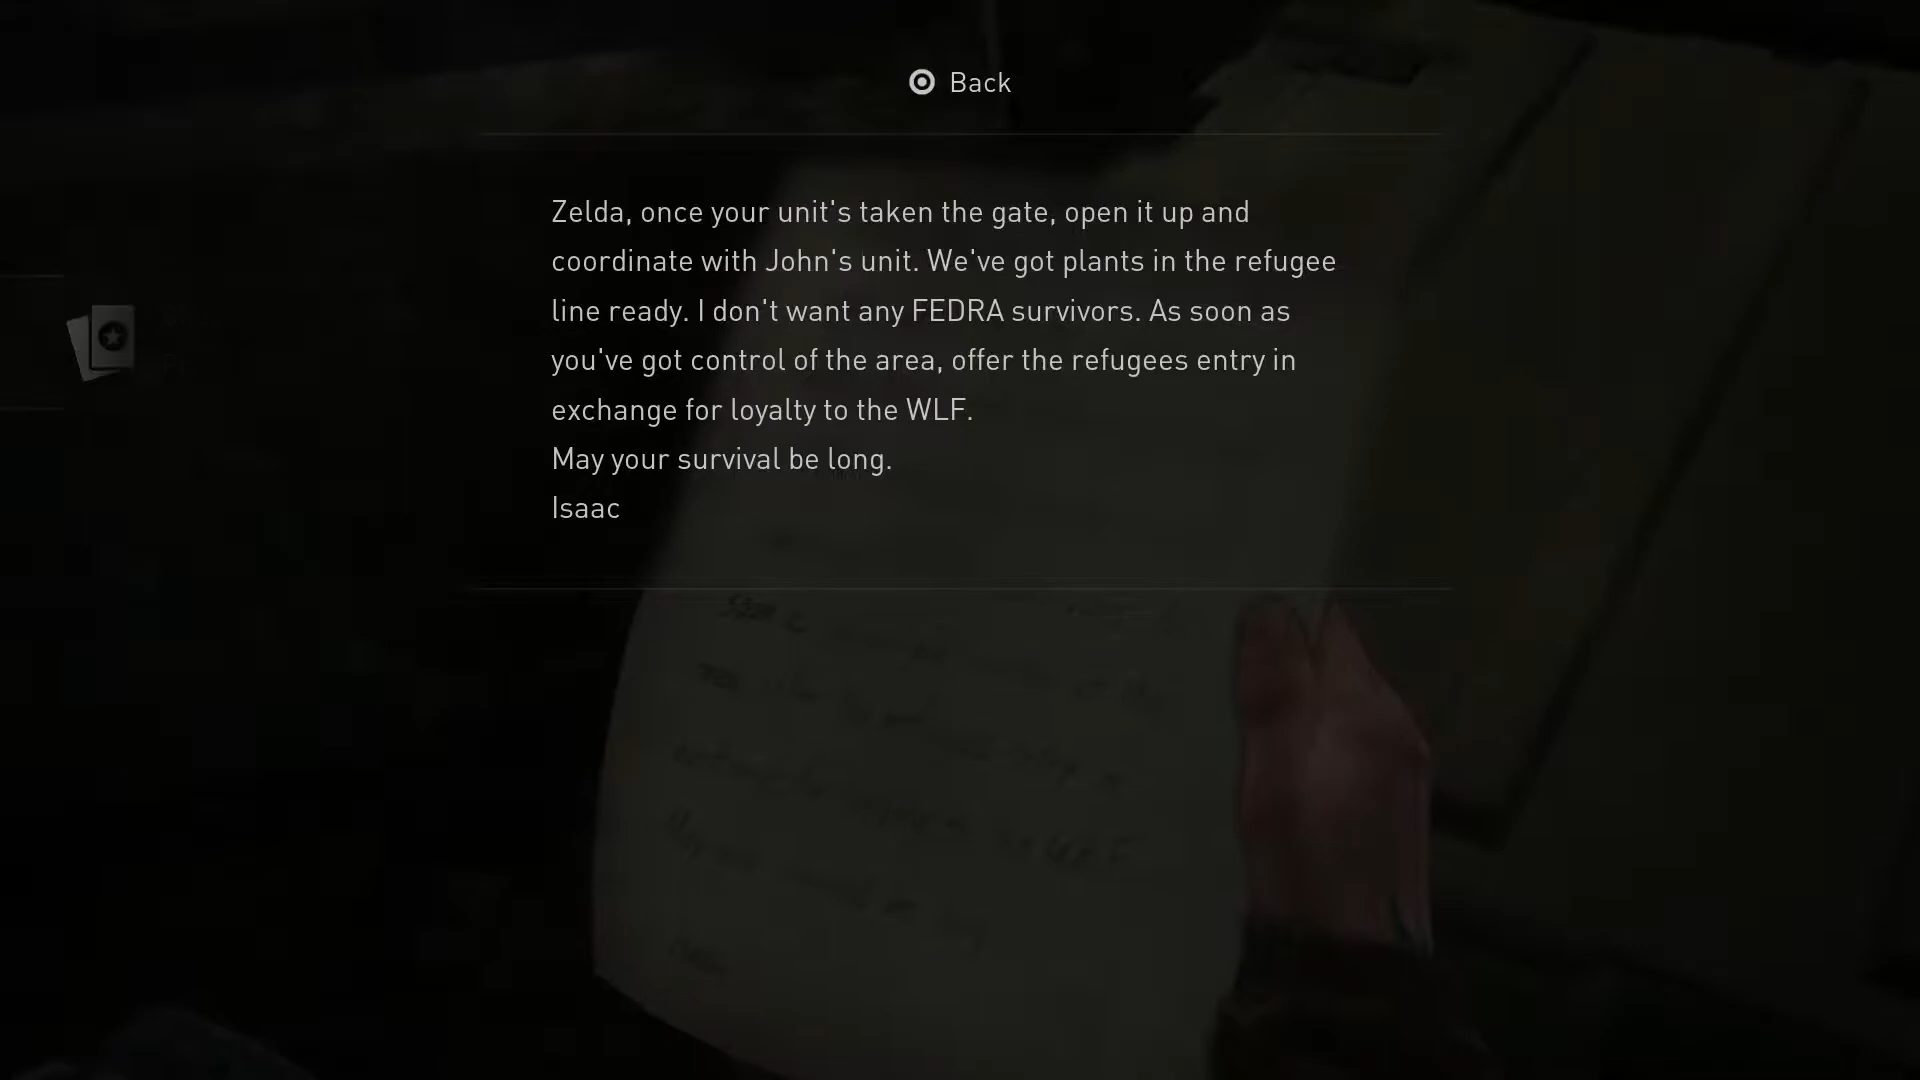 Back
Zelda, once your unit's taken the gate, open it up and
coordinate with John's unit. We've got plants in the refugee
line ready. I don't want any FEDRA survivors. As soon as
you've got control of the area, offer the refugees entry in
exchange for loyalty to the WLF.
May your survival be long.
Isaac